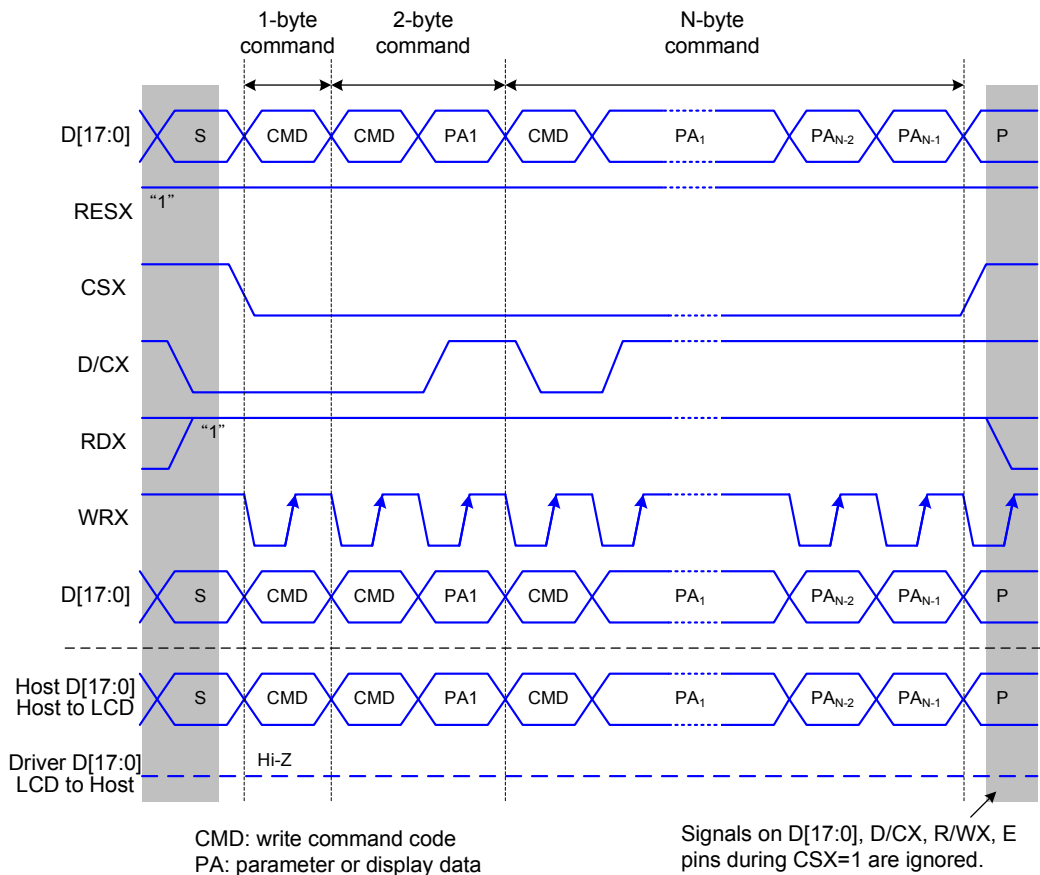 1-byte command
2-byte command
N-byte command
D[17:0] S CMD CMD PA1 CMD PA1 PAN-2 PAN-1 P
RESX "1"
CSX
D/CX
RDX "1"
WRX
D[17:0] S CMD CMD PA1 CMD PA1 PAN-2 PAN-1 P
Host D[17:0]
Host to LCD
S CMD CMD PA1 CMD PA1 PAN-2 PAN-1 P
Driver D[17:0]
LCD to Host
Hi-Z
CMD: write command code
PA: parameter or display data
Signals on D[17:0], D/CX, R/WX, E
pins during CSX=1 are ignored.